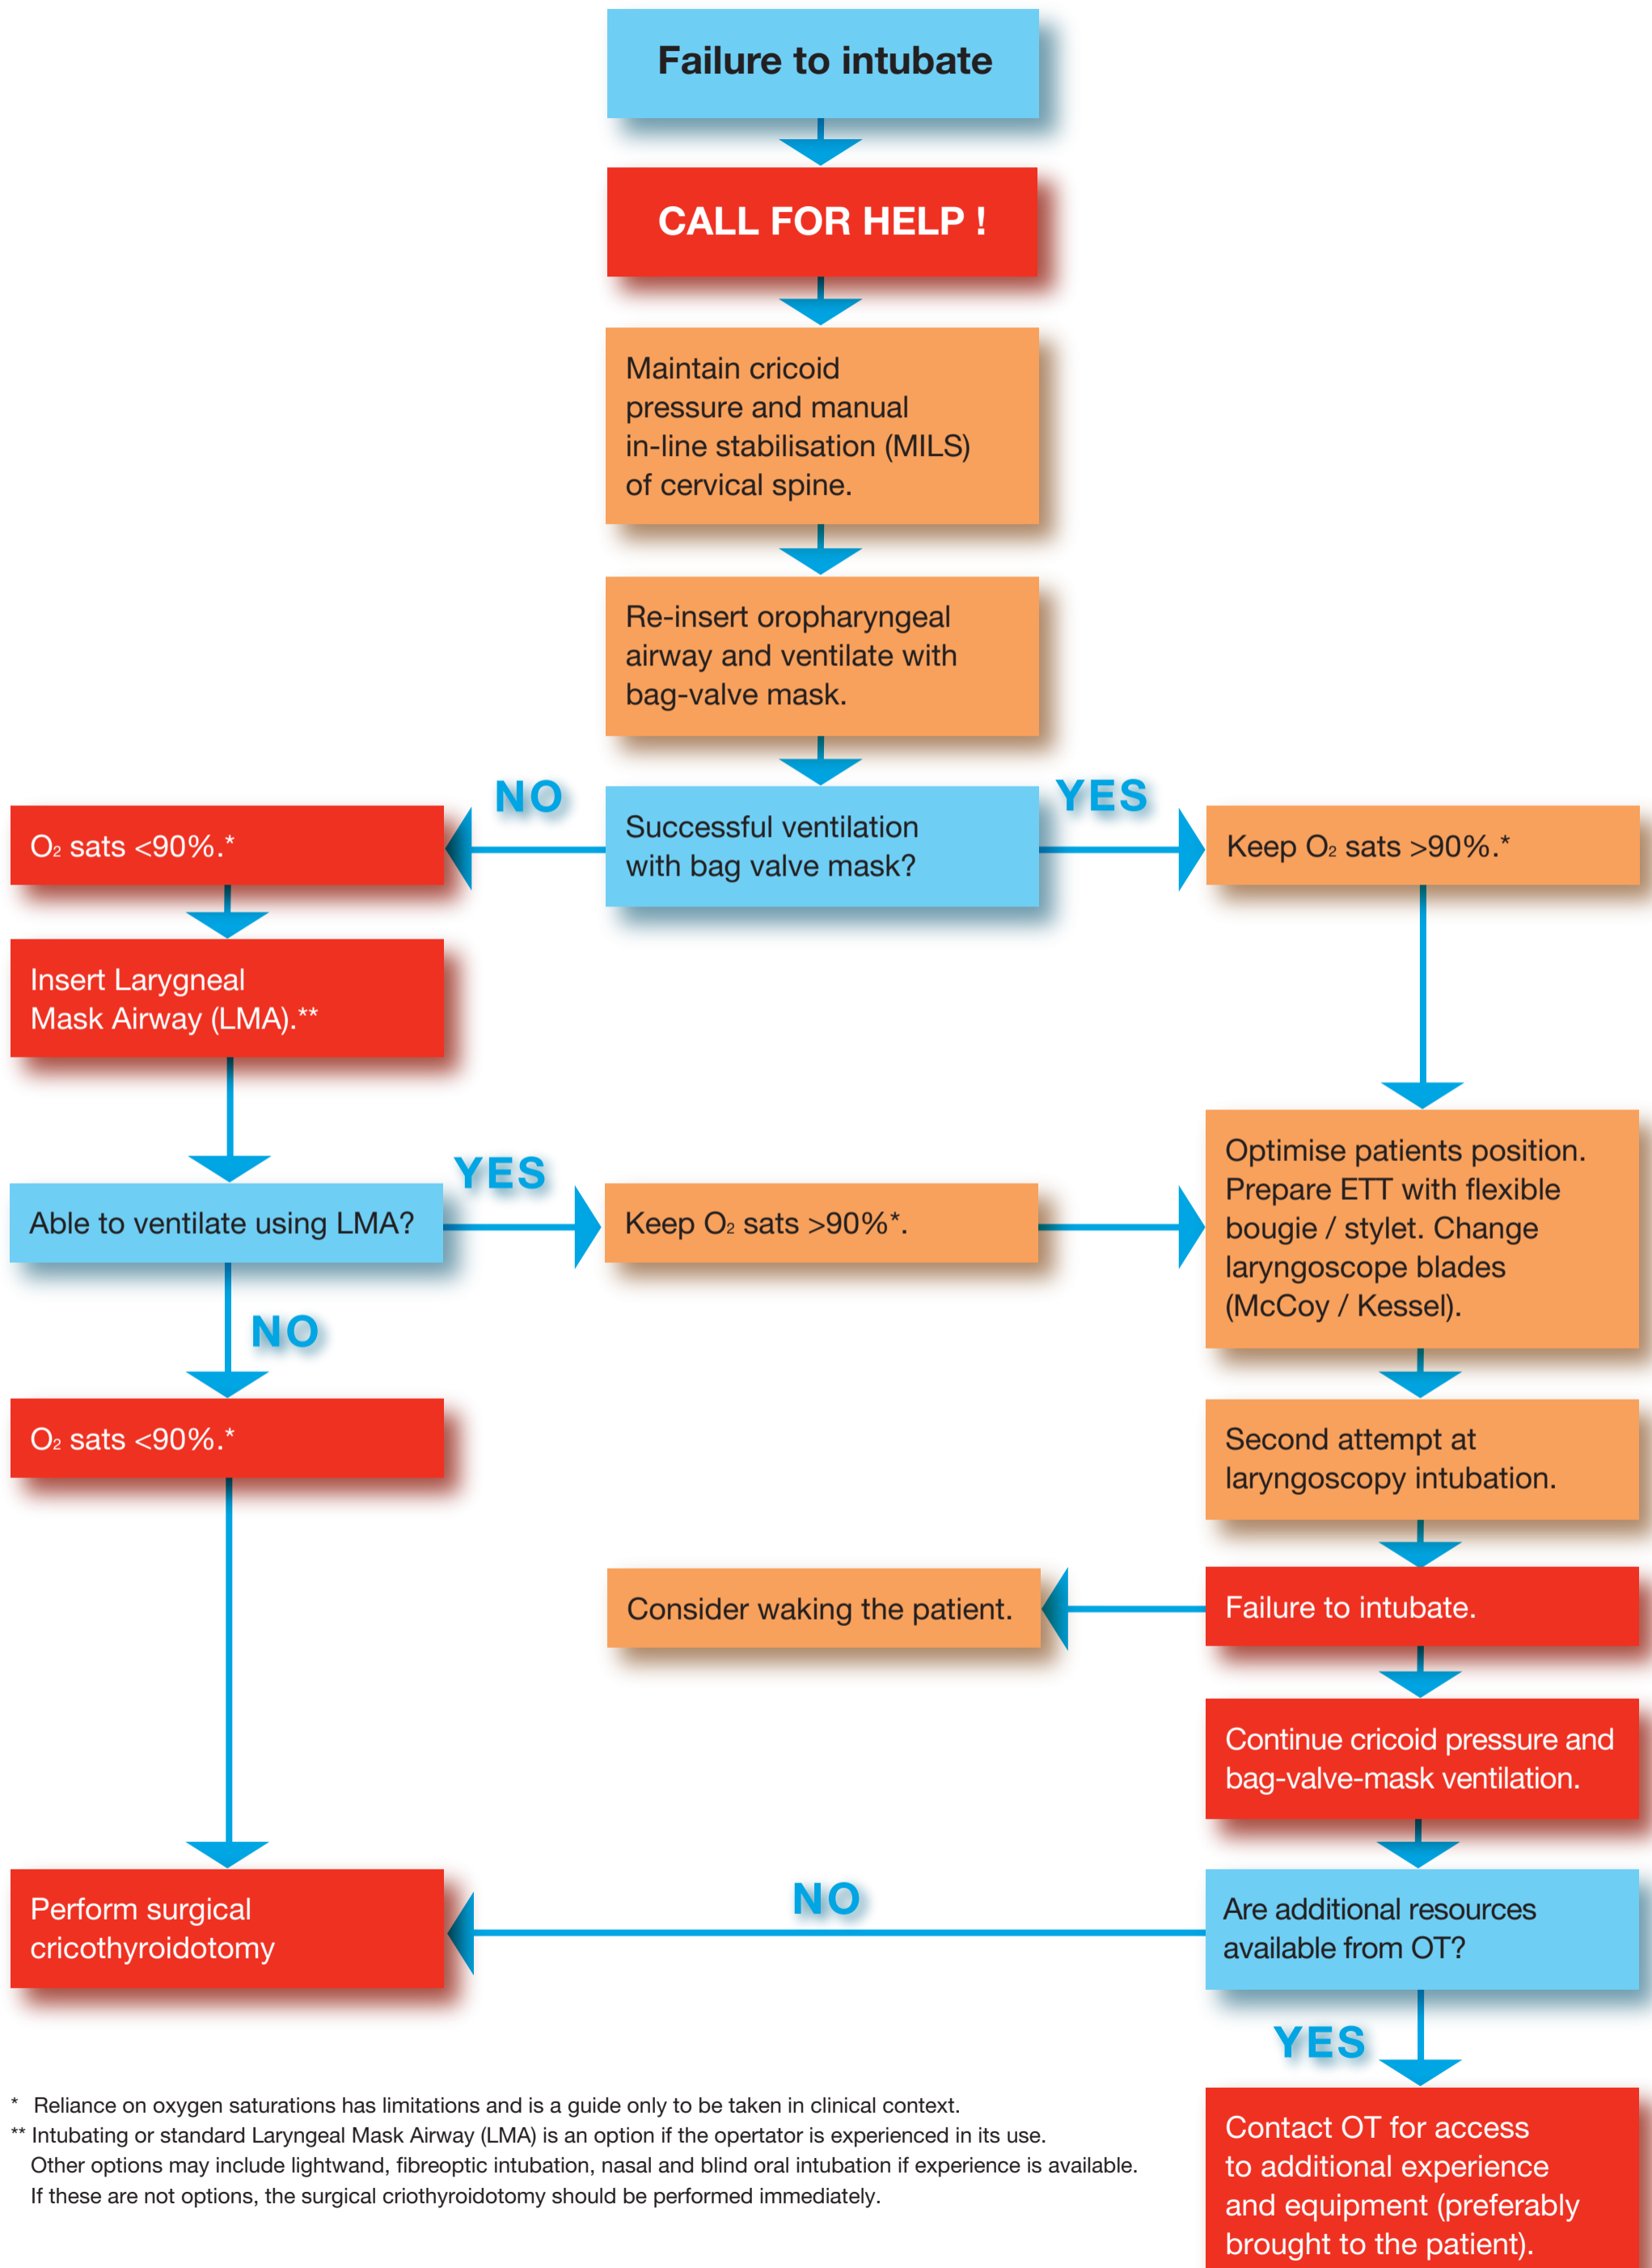 Failure to intubate
CALL FOR HELP !
Maintain cricoid
pressure and manual
in-line stabilisation (MILS)
of cervical spine.
Re-insert oropharyngeal
airway and ventilate with
bag-valve mask.
NO
YES
O₂ sats <90%.*
Successful ventilation
with bag valve mask?
Keep O₂ sats >90%.*
Insert Larygneal
Mask Airway (LMA).**
YES
Able to ventilate using LMA?
Keep O₂ sats >90%*.
Optimise patients position.
Prepare ETT with flexible
bougie / stylet. Change
laryngoscope blades
(McCoy / Kessel).
NO
O₂ sats <90%.*
Second attempt at
laryngoscopy intubation.
Consider waking the patient.
Failure to intubate.
Continue cricoid pressure and
bag-valve-mask ventilation.
Perform surgical
cricothyroidotomy
NO
Are additional resources
available from OT?
YES
Contact OT for access
to additional experience
and equipment (preferably
brought to the patient).
* Reliance on oxygen saturations has limitations and is a guide only to be taken in clinical context.
** Intubating or standard Laryngeal Mask Airway (LMA) is an option if the opertator is experienced in its use.
Other options may include lightwand, fibreoptic intubation, nasal and blind oral intubation if experience is available.
If these are not options, the surgical criothyroidotomy should be performed immediately.